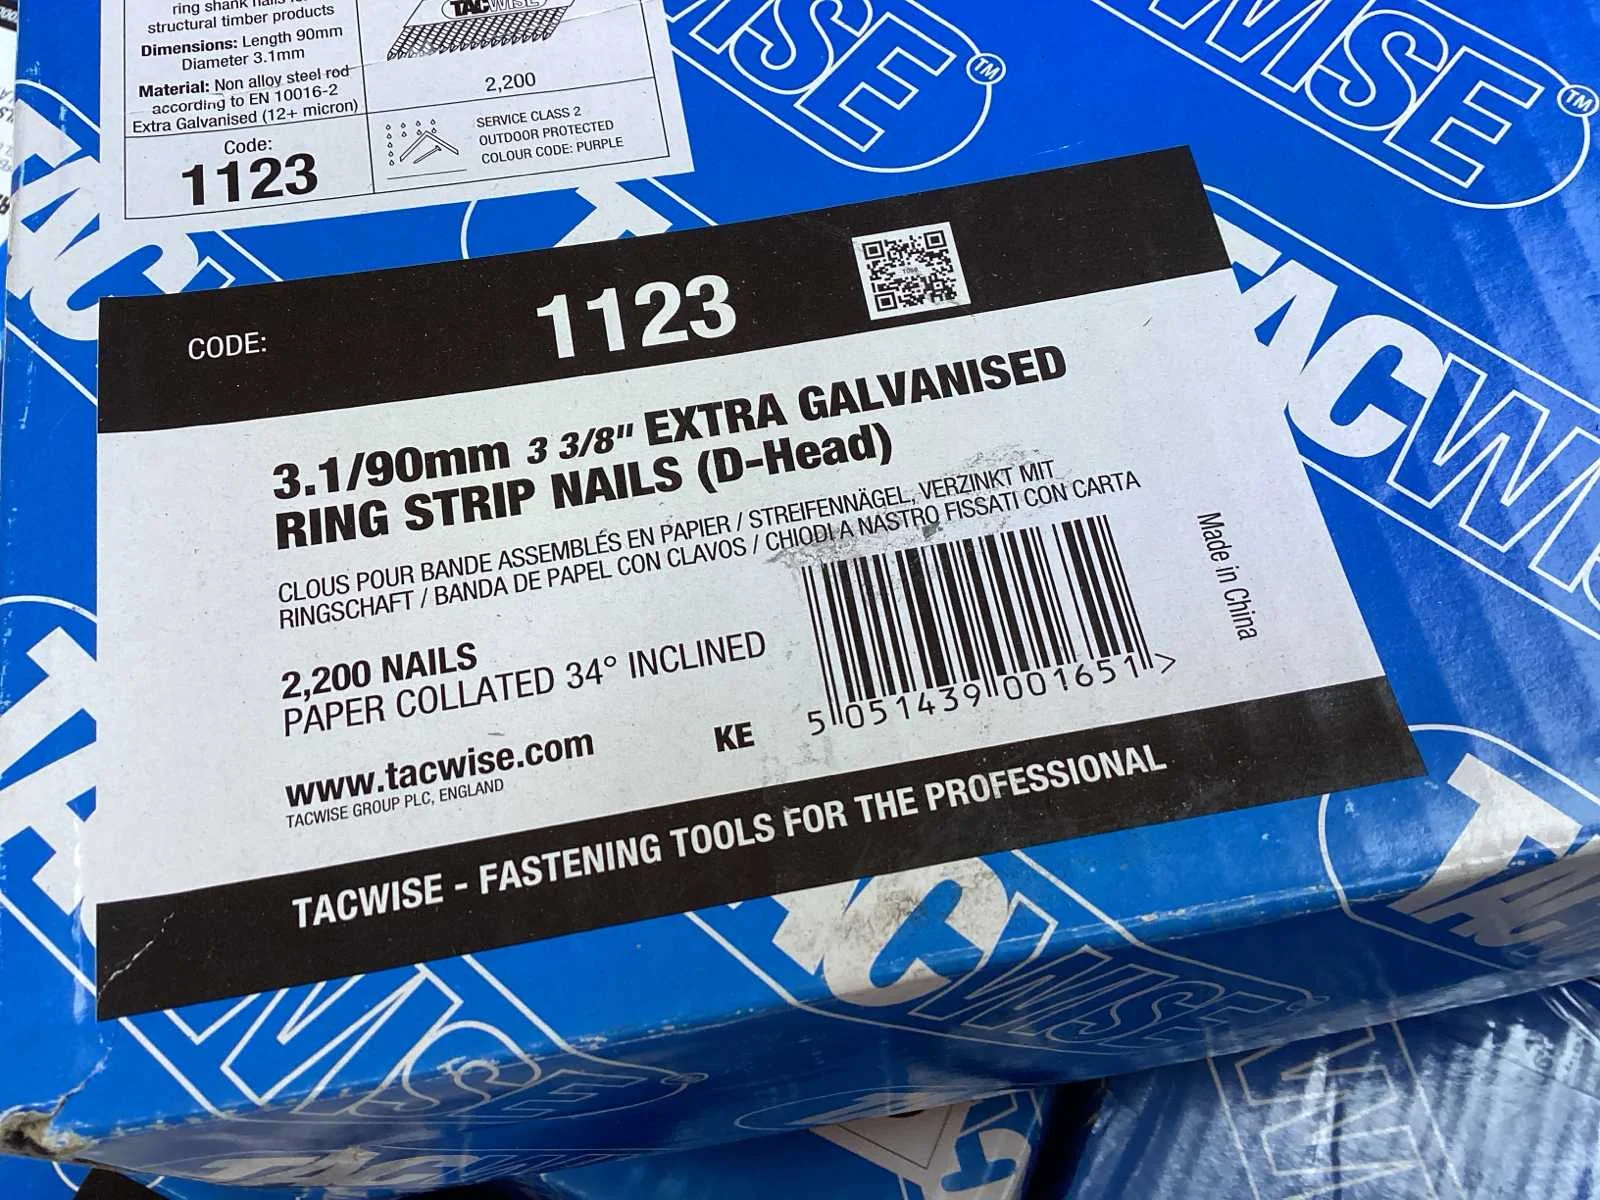 ring shank nails
structural timber products
Dimensions: Length 90mm
Diameter 3.1mm
Material: Non alloy steel rod
according to EN 10016-2
Extra Galvanised (12+ micron)
Code:
1123
TACWISE
2,200
SERVICE CLASS 2
OUTDOOR PROTECTED
COLOUR CODE: PURPLE
CODE:
1123
3.1/90mm 3 3/8" EXTRA GALVANISED
RING STRIP NAILS (D-Head)
CLOUS POUR BANDE ASSEMBLÉS EN PAPIER / STREIFENNÄGEL, VERZINKT MIT
RINGSCHAFT / BANDA DE PAPEL CON CLAVOS / CHIODI A NASTRO FISSATI CON CARTA
2,200 NAILS
PAPER COLLATED 34° INCLINED
www.tacwise.com
TACWISE GROUP PLC, ENGLAND
KE
5 051439 001651 >
Made in China
TACWISE - FASTENING TOOLS FOR THE PROFESSIONAL
TACWISE
TACWISE